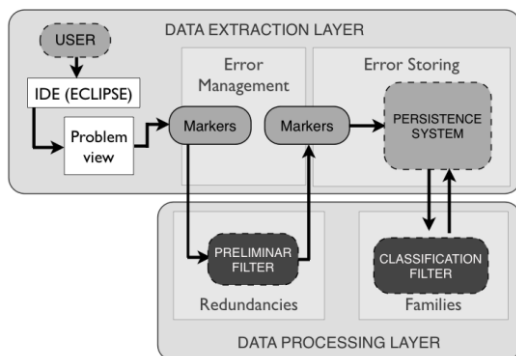 DATA EXTRACTION LAYER
USER
IDE (ECLIPSE)
Problem
view
Error
Management
Markers
Markers
Error Storing
PERSISTENCE
SYSTEM
PRELIMINAR
FILTER
Redundancies
CLASSIFICATION
FILTER
Families
DATA PROCESSING LAYER